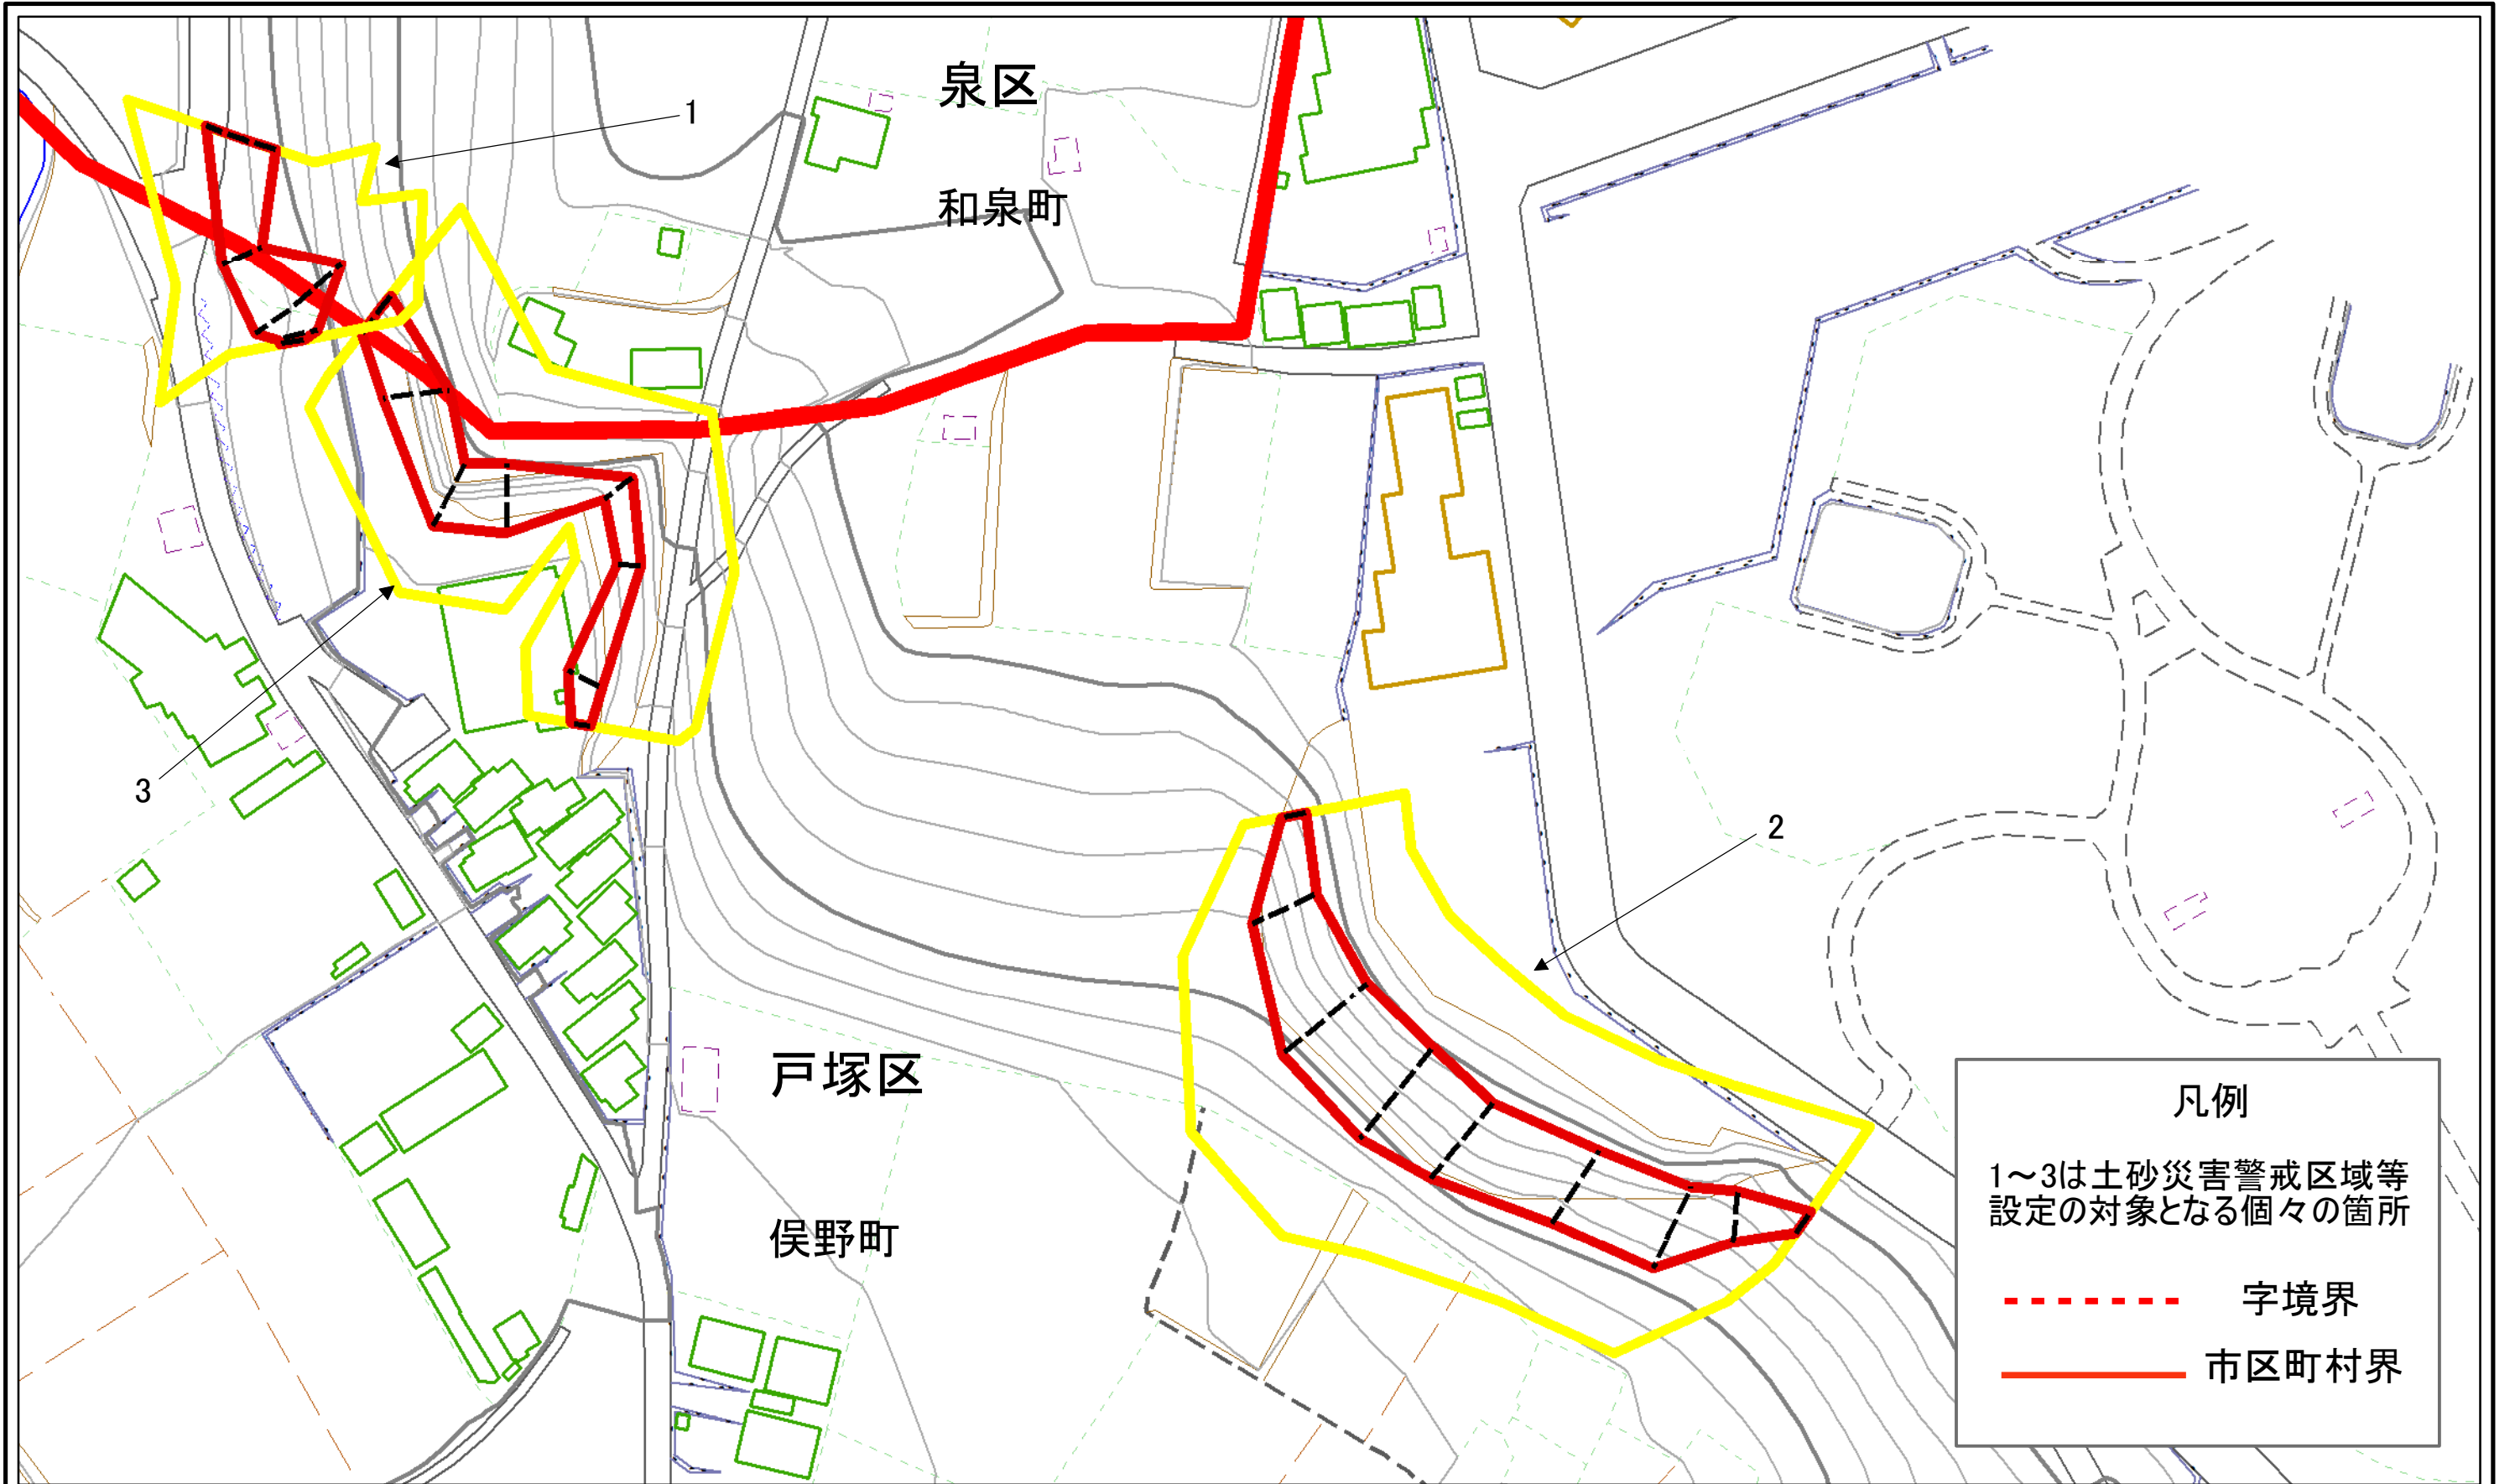 泉区
1
和泉町
3
2
戸塚区
俣野町
凡例
1～3は土砂災害警戒区域等
設定の対象となる個々の箇所
字境界
市区町村界